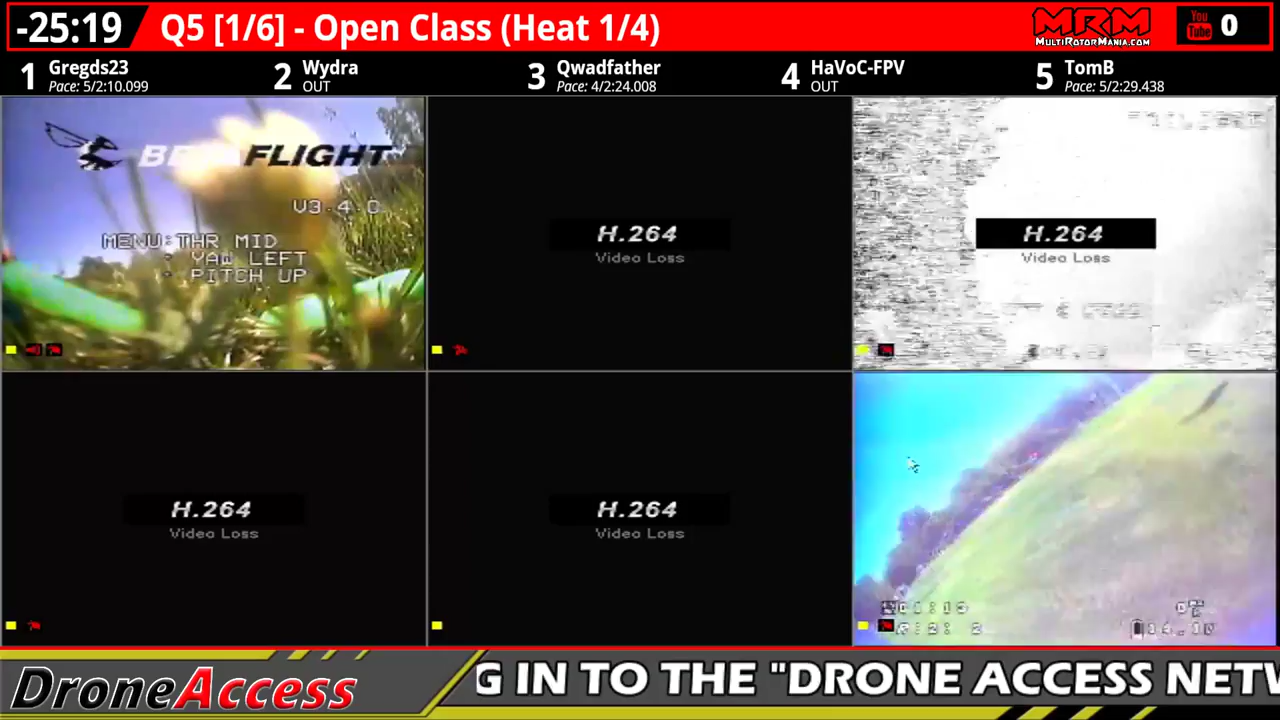 -25:19 Q5 [1/6] - Open Class (Heat 1/4) MRM MULTIROTORMANIA.COM You Tube 0
1 Gregds23 2 Wydra 3 Qwadfather 4 HaVoC-FPV 5 TomB
Pace: 5/2:10.099 OUT Pace: 4/2:24.008 OUT Pace: 5/2:29.438
FLIGHT
V3.4.0
MENU:THR MID
YAW LEFT
PITCH UP
H.264
Video Loss
H.264
Video Loss
H.264
Video Loss
H.264
Video Loss
01:13
DroneAccess G IN TO THE "DRONE ACCESS NETW